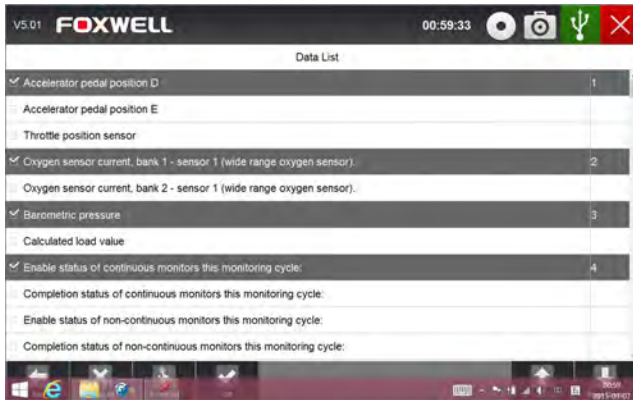 V5.01 FOXWELL 00:59:33
Data List
Accelerator pedal position D 1
Accelerator pedal position E
Throttle position sensor
Oxygen sensor current, bank 1 - sensor 1 (wide range oxygen sensor). 2
Oxygen sensor current, bank 2 - sensor 1 (wide range oxygen sensor).
Barometric pressure 3
Calculated load value
Enable status of continuous monitors this monitoring cycle: 4
Completion status of continuous monitors this monitoring cycle:
Enable status of non-continuous monitors this monitoring cycle:
Completion status of non-continuous monitors this monitoring cycle: